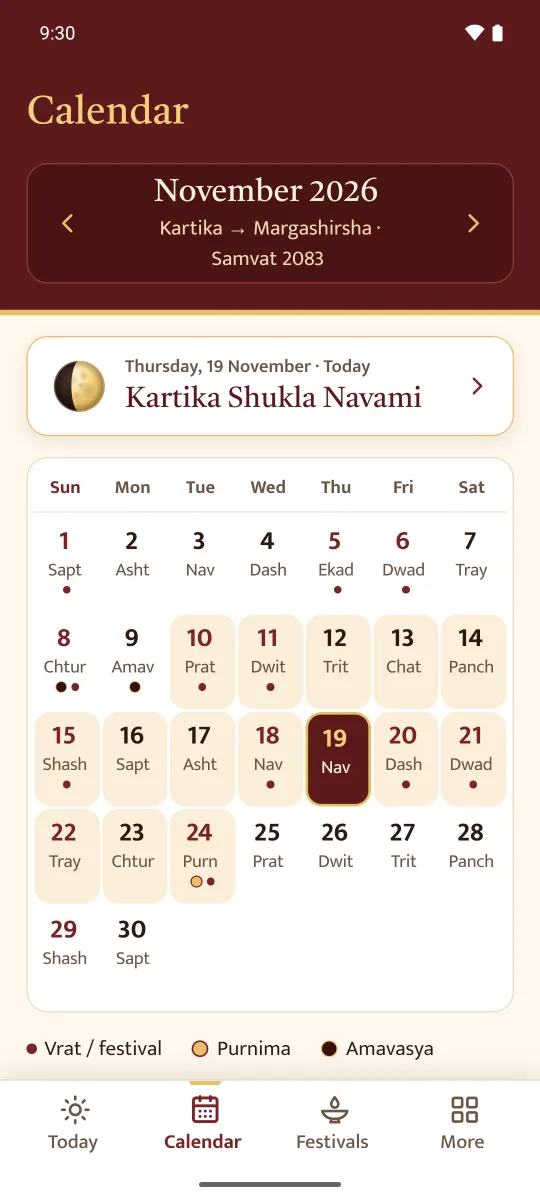 9:30
Calendar
November 2026
Kartika → Margashirsha ·
Samvat 2083
Thursday, 19 November · Today
Kartika Shukla Navami
Sun Mon Tue Wed Thu Fri Sat
1 2 3 4 5 6 7
Sapt Asht Nav Dash Ekad Dwad Tray
8 9 10 11 12 13 14
Chtur Amav Prat Dwit Trit Chat Panch
15 16 17 18 19 20 21
Shash Sapt Asht Nav Nav Dash Dwad
22 23 24 25 26 27 28
Tray Chtur Purn Prat Dwit Trit Panch
29 30
Shash Sapt
Vrat / festival Purnima Amavasya
Today Calendar Festivals More